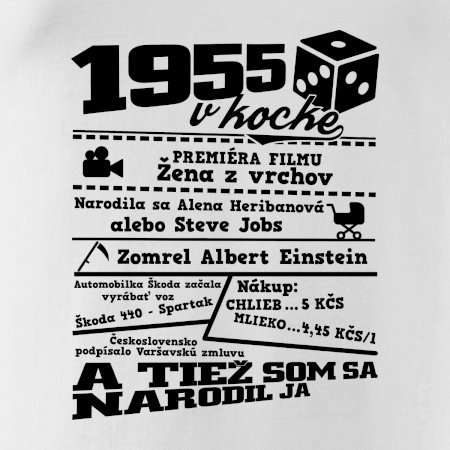 1955
v kocke
PREMIÉRA FILMU
Žena z vrchov
Narodila sa Alena Heribanová
alebo Steve Jobs
Zomrel Albert Einstein
Automobilka Škoda začala
vyrábať voz
Škoda 440 - Spartak
Nákup:
CHLIEB ... 5 KČS
MLIEKO...4,45 KČS/1
Československo
podpísalo Varšavskú zmluvu
A TIEŽ SOM SA
NARODIL JA